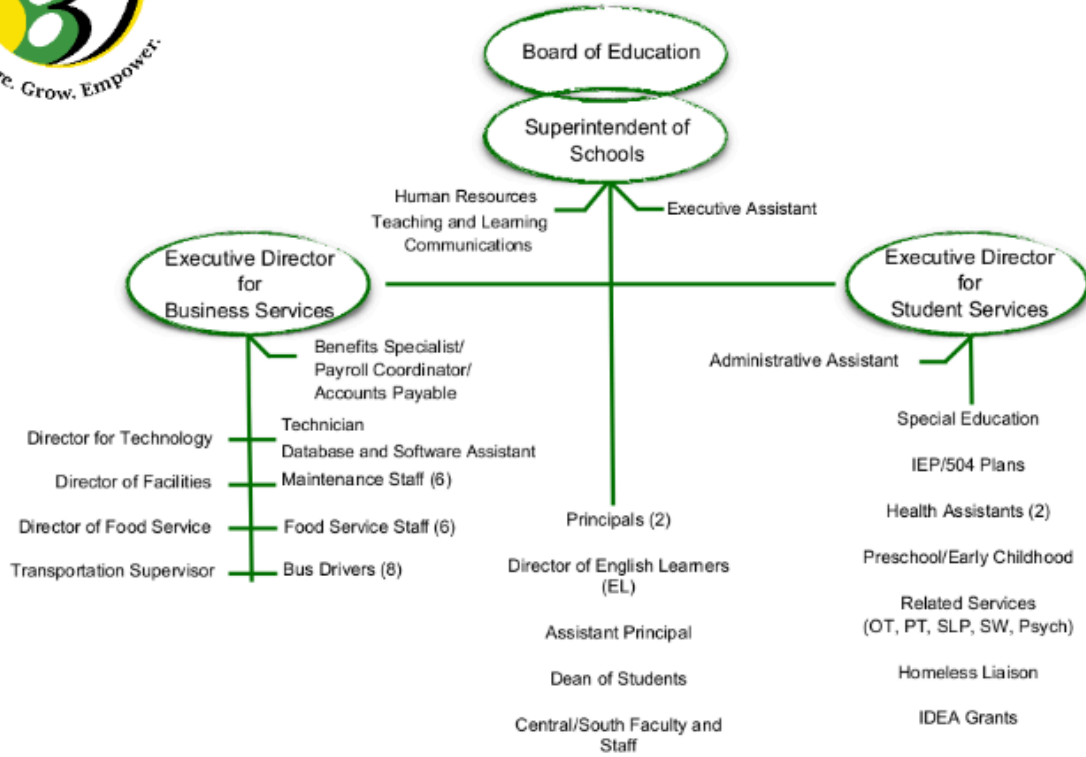 Grow. Empower.
Board of Education
Superintendent of
Schools
Human Resources
Teaching and Learning
Communications
Executive Assistant
Executive Director
for
Business Services
Executive Director
for
Student Services
Benefits Specialist/
Payroll Coordinator/
Accounts Payable
Administrative Assistant
Director for Technology
Technician
Database and Software Assistant
Director of Facilities
Maintenance Staff (6)
Director of Food Service
Food Service Staff (6)
Transportation Supervisor
Bus Drivers (8)
Principals (2)
Director of English Learners
(EL)
Assistant Principal
Dean of Students
Central/South Faculty and
Staff
Special Education
IEP/504 Plans
Health Assistants (2)
Preschool/Early Childhood
Related Services
(OT, PT, SLP, SW, Psych)
Homeless Liaison
IDEA Grants